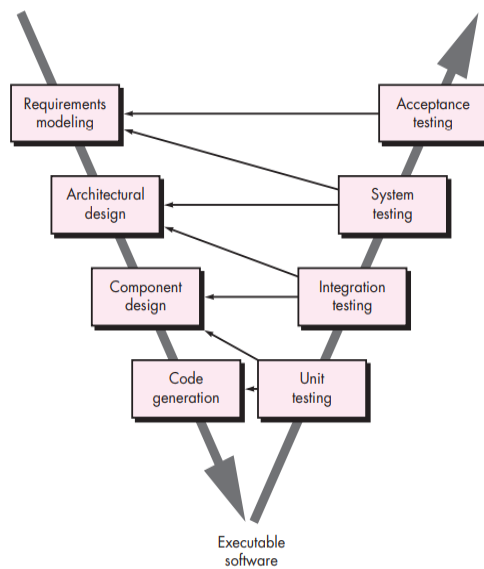 Requirements
modeling
Acceptance
testing
Architectural
design
System
testing
Component
design
Integration
testing
Code
generation
Unit
testing
Executable
software